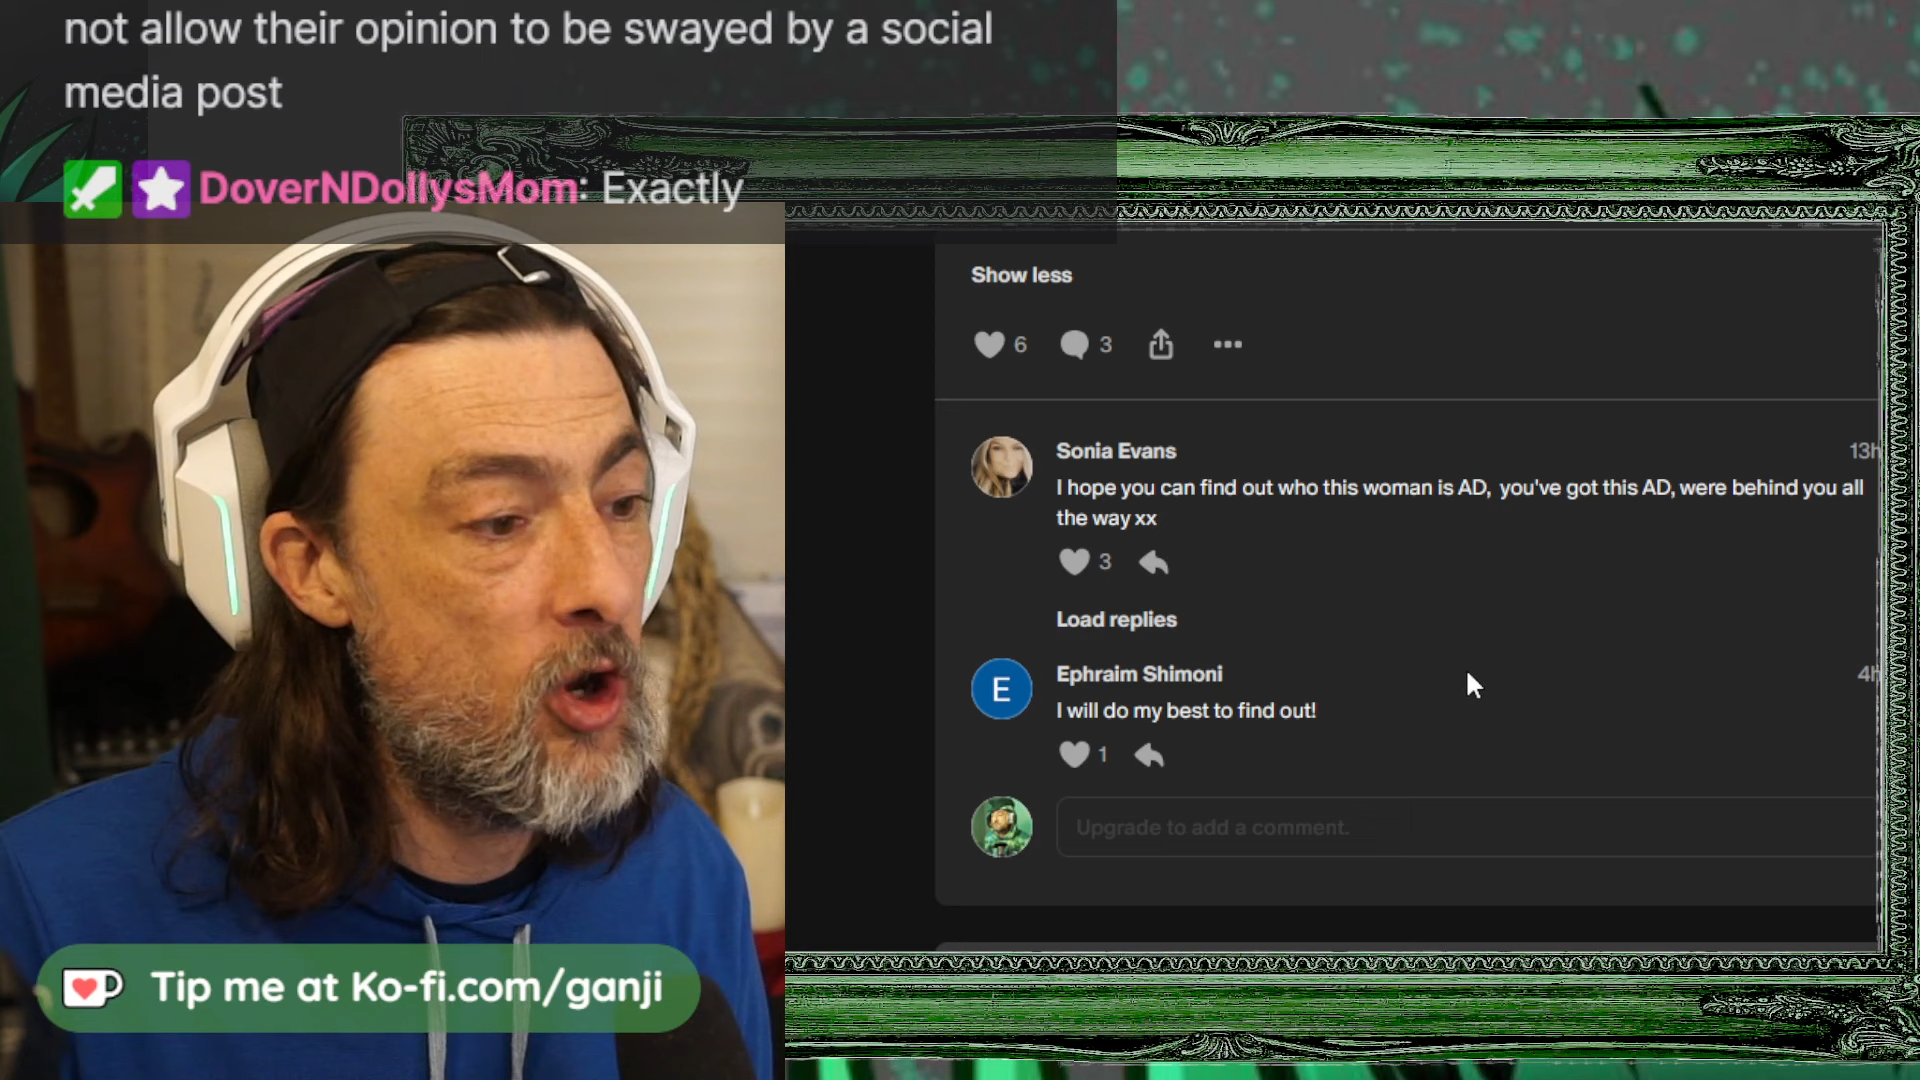 not allow their opinion to be swayed by a social
media post
DoverNDollysMom: Exactly
Show less
6 3
Sonia Evans 13h
I hope you can find out who this woman is AD, you've got this AD, were behind you all
the way xx
3
Load replies
E Ephraim Shimoni 4h
I will do my best to find out!
1
Upgrade to add a comment.
Tip me at Ko-fi.com/ganji